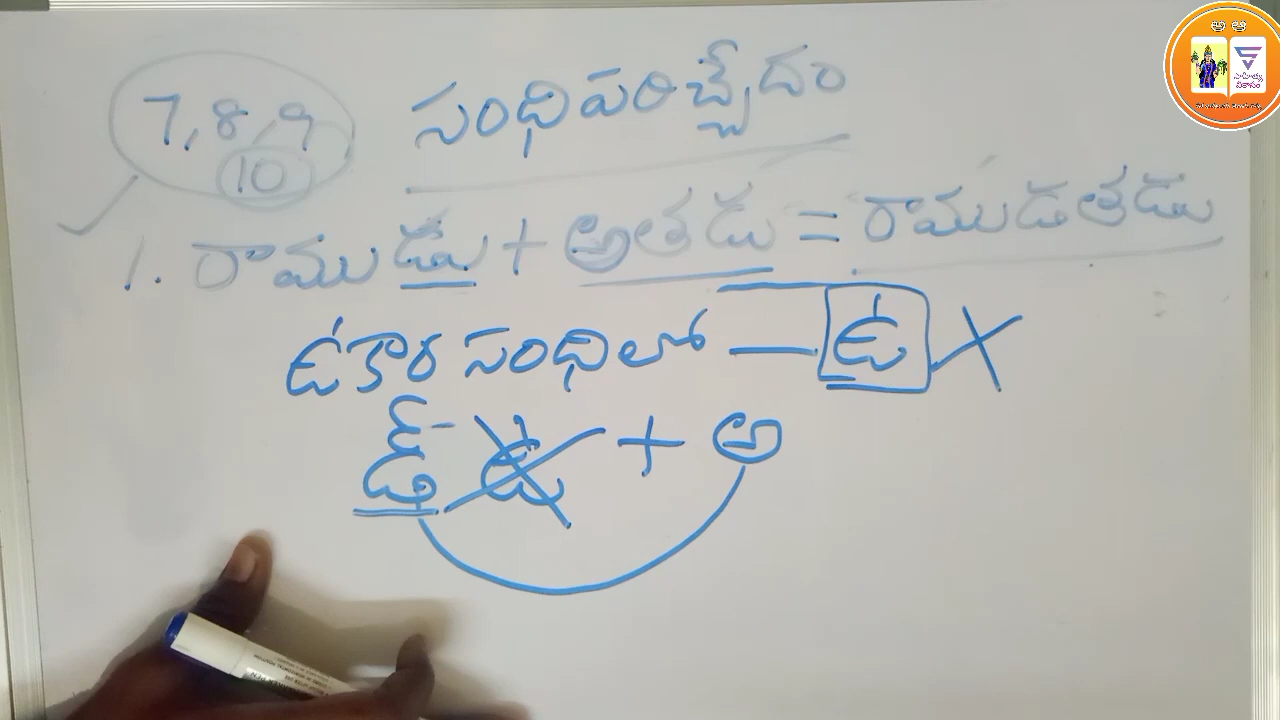 అ ఆ
7, 8, 9
10
సంధిపరిచ్ఛేదం
1. రాముడు + అతడు = రాముడతడు
ఉకార సంధిలో — ఉ X
డ్ డు + అ